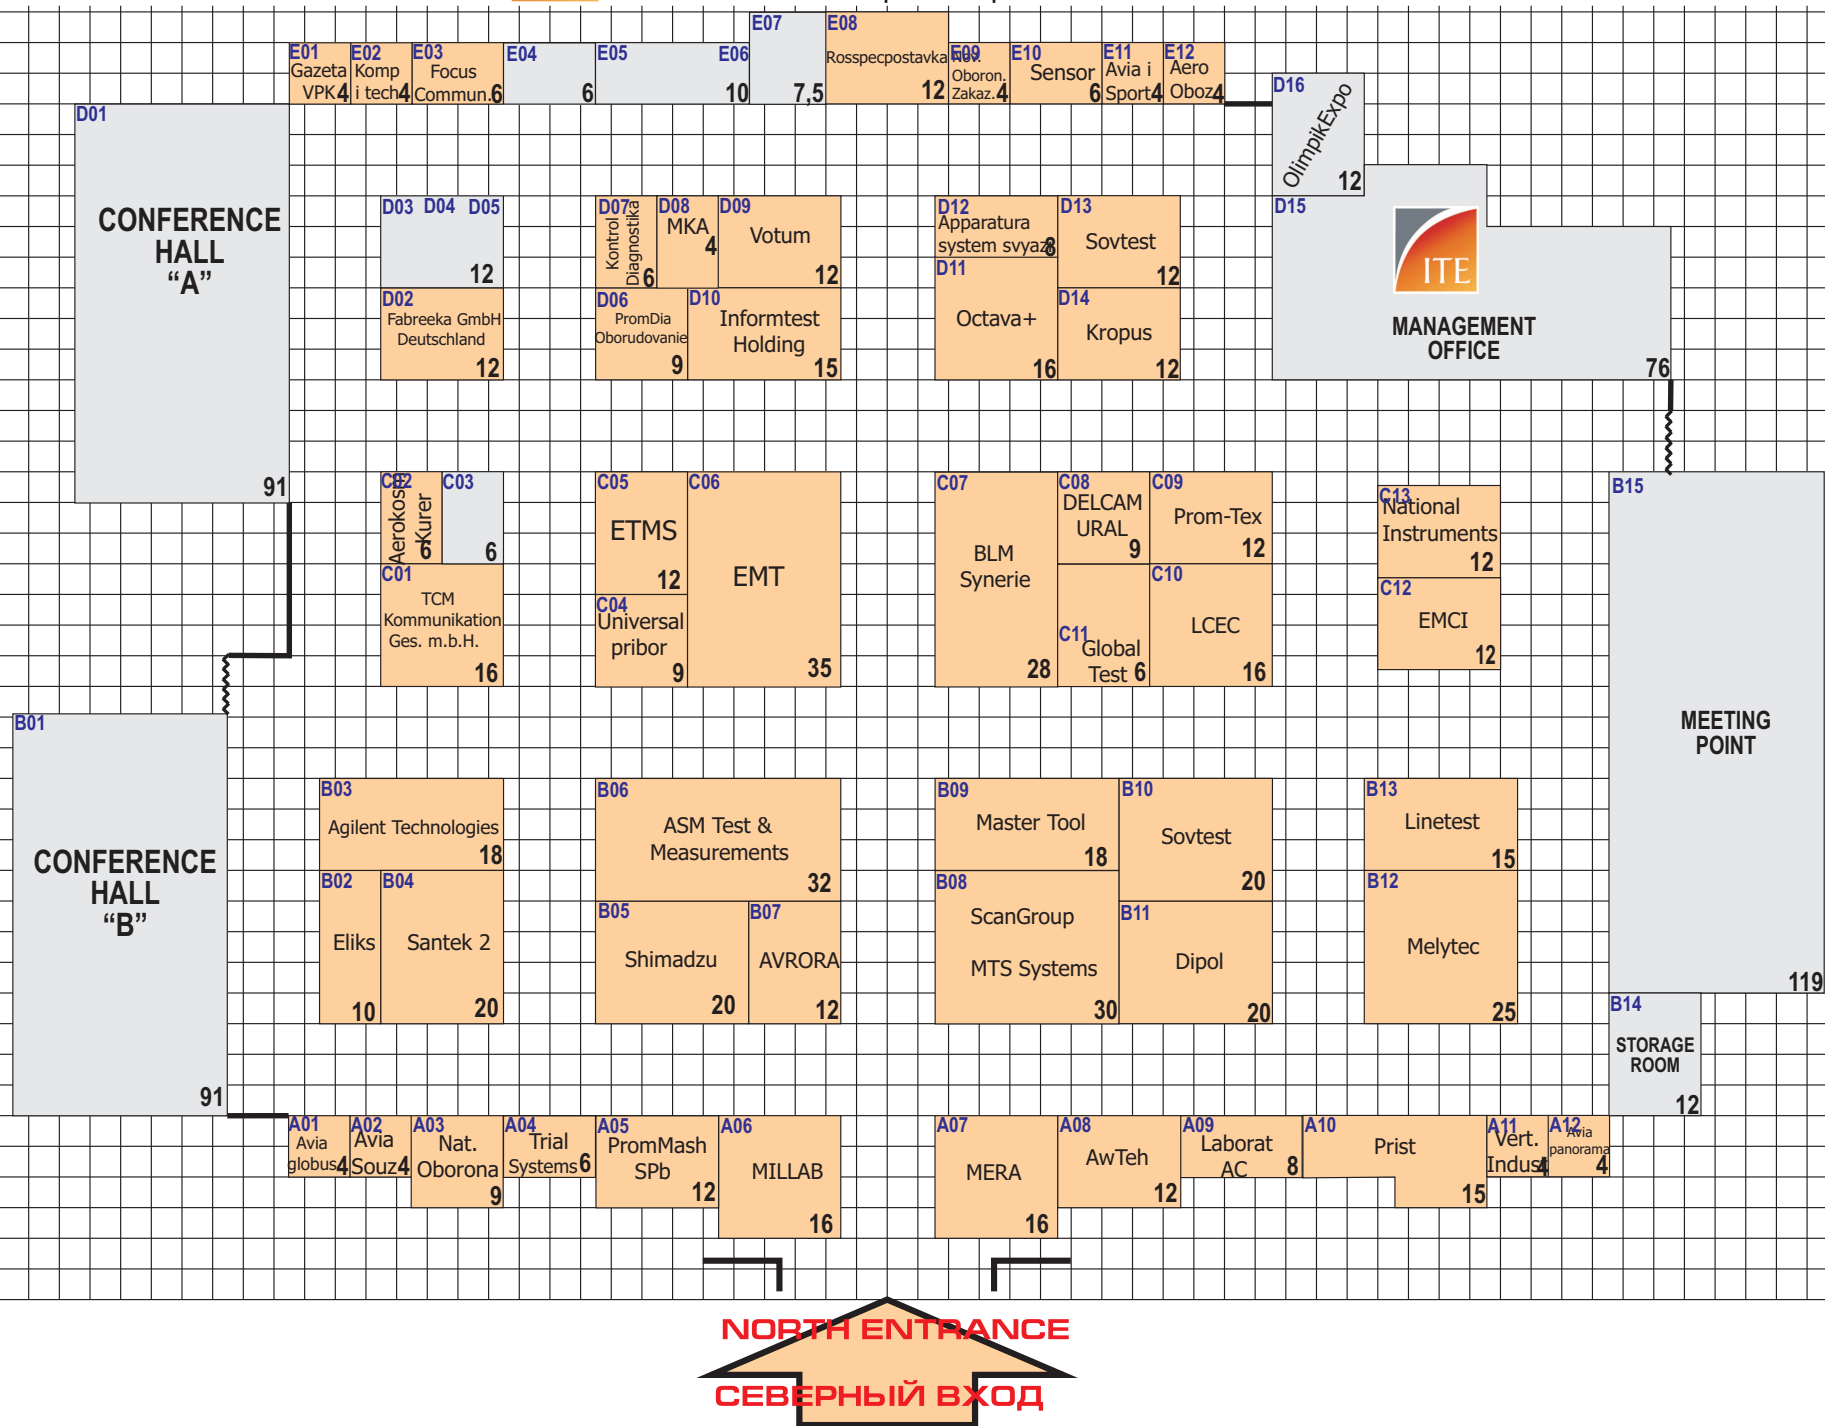 E07
E08
E01
E02
E03
E04
E05
E06
Rosspecpostavka
E09
E10
E11
E12
Gazeta
VPK 4
Komp
i tech 4
Focus
Commun. 6
6
10
7,5
12
Oboron.
Zakaz. 4
Sensor
6
Avia i
Sport 4
Aero
Oboz 4
D16
OlimpikExpo
12
D01
CONFERENCE
HALL
“A”
91
D03 D04 D05
12
D02
Fabreeka GmbH
Deutschland
12
D07
Kontrol
Diagnostika
6
D08
MKA
4
D09
Votum
12
D06
PromDia
Oborudovanie
9
D10
Informtest
Holding
15
D12
Apparatura
system svyazi
8
D13
Sovtest
12
D11
Octava+
16
D14
Kropus
12
D15
ITE
MANAGEMENT
OFFICE
76
C02
Aerokosm
Kurer
6
C03
6
C01
TCM
Kommunikation
Ges. m.b.H.
16
C05
ETMS
12
C04
Universal
pribor
9
C06
EMT
35
C07
BLM
Synerie
28
C08
DELCAM
URAL
9
C09
Prom-Tex
12
C11
Global
Test 6
C10
LCEC
16
C13
National
Instruments
12
C12
EMCI
12
B15
MEETING
POINT
119
B01
CONFERENCE
HALL
“B”
91
B03
Agilent Technologies
18
B02
Eliks
10
B04
Santek 2
20
B06
ASM Test &
Measurements
32
B05
Shimadzu
20
B07
AVRORA
12
B09
Master Tool
18
B08
ScanGroup
MTS Systems
30
B10
Sovtest
20
B11
Dipol
20
B13
Linetest
15
B12
Melytec
25
B14
STORAGE
ROOM
12
A01
Avia
globus 4
A02
Avia
Souz 4
A03
Nat.
Oborona
9
A04
Trial
Systems 6
A05
PromMash
SPb
12
A06
MILLAB
16
A07
MERA
16
A08
AwTeh
12
A09
Laborat
AC 8
A10
Prist
15
A11
Vert.
Indust
4
A12
Avia
panorama
4
NORTH ENTRANCE
СЕВЕРНЫЙ ВХОД